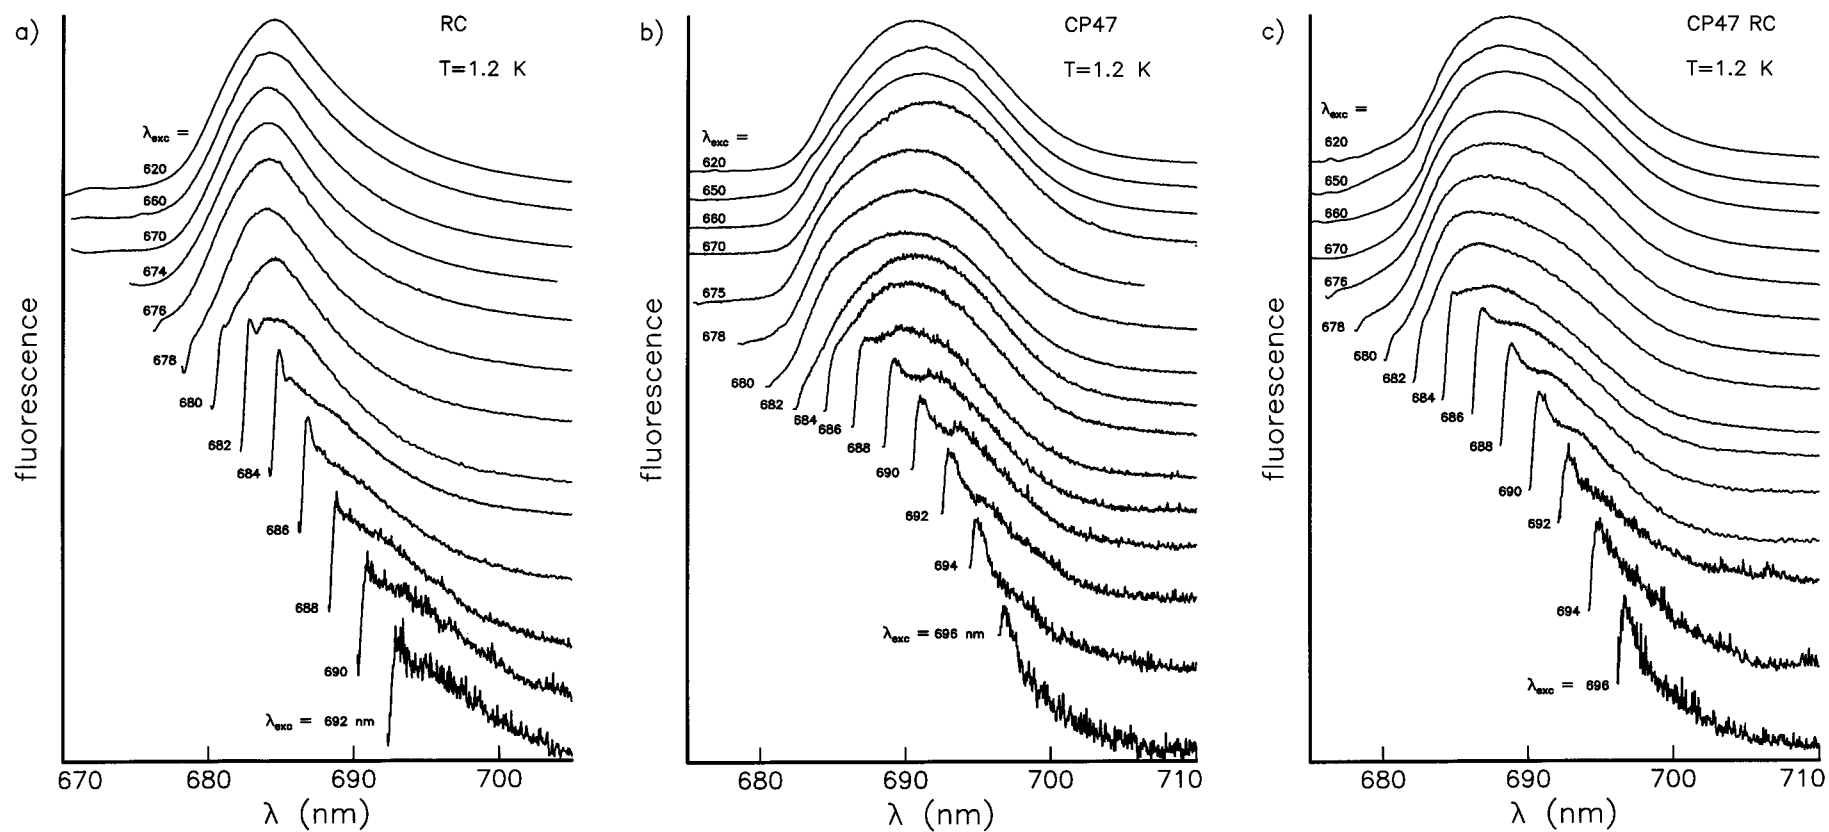 a)
RC
T=1.2 K
λexc =
620
660
670
674
676
678
680
682
684
686
688
690
λexc = 692 nm
fluorescence
670 680 690 700
λ (nm)
b)
CP47
T=1.2 K
λexc =
620
650
660
670
675
678
680
682
684
686
688
690
692
694
λexc = 696 nm
fluorescence
680 690 700 710
λ (nm)
c)
CP47 RC
T=1.2 K
λexc =
620
650
660
670
676
678
680
682
684
686
688
690
692
694
λexc = 696
fluorescence
680 690 700 710
λ (nm)